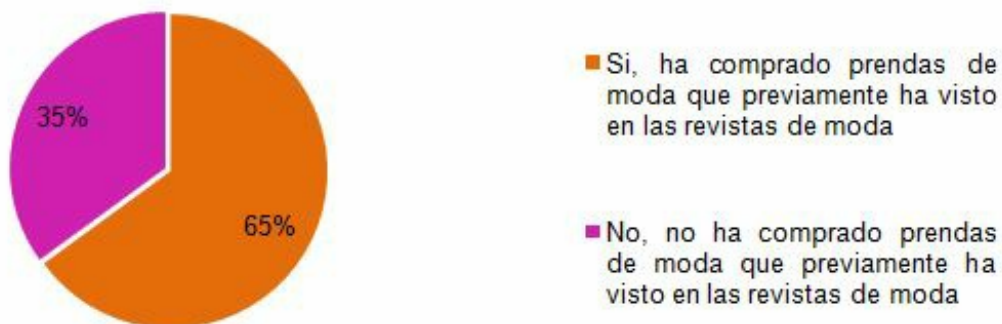 35%
65%
Si, ha comprado prendas de
moda que previamente ha visto
en las revistas de moda
No, no ha comprado prendas
de moda que previamente ha
visto en las revistas de moda